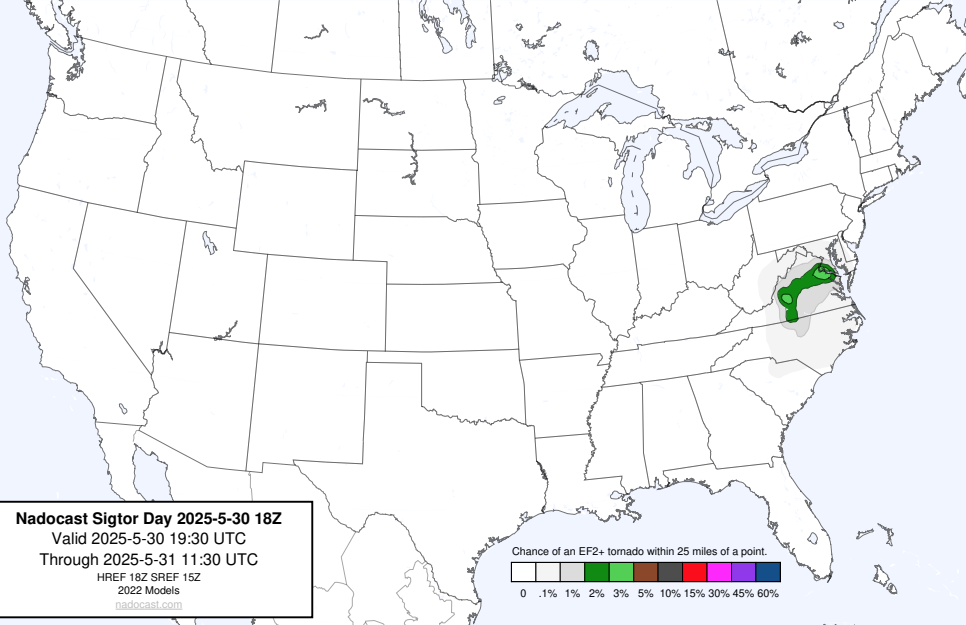 Nadocast Sigtor Day 2025-5-30 18Z
Valid 2025-5-30 19:30 UTC
Through 2025-5-31 11:30 UTC
HREF 18Z SREF 15Z
2022 Models
nadocast.com
Chance of an EF2+ tornado within 25 miles of a point.
0 .1% 1% 2% 3% 5% 10% 15% 30% 45% 60%